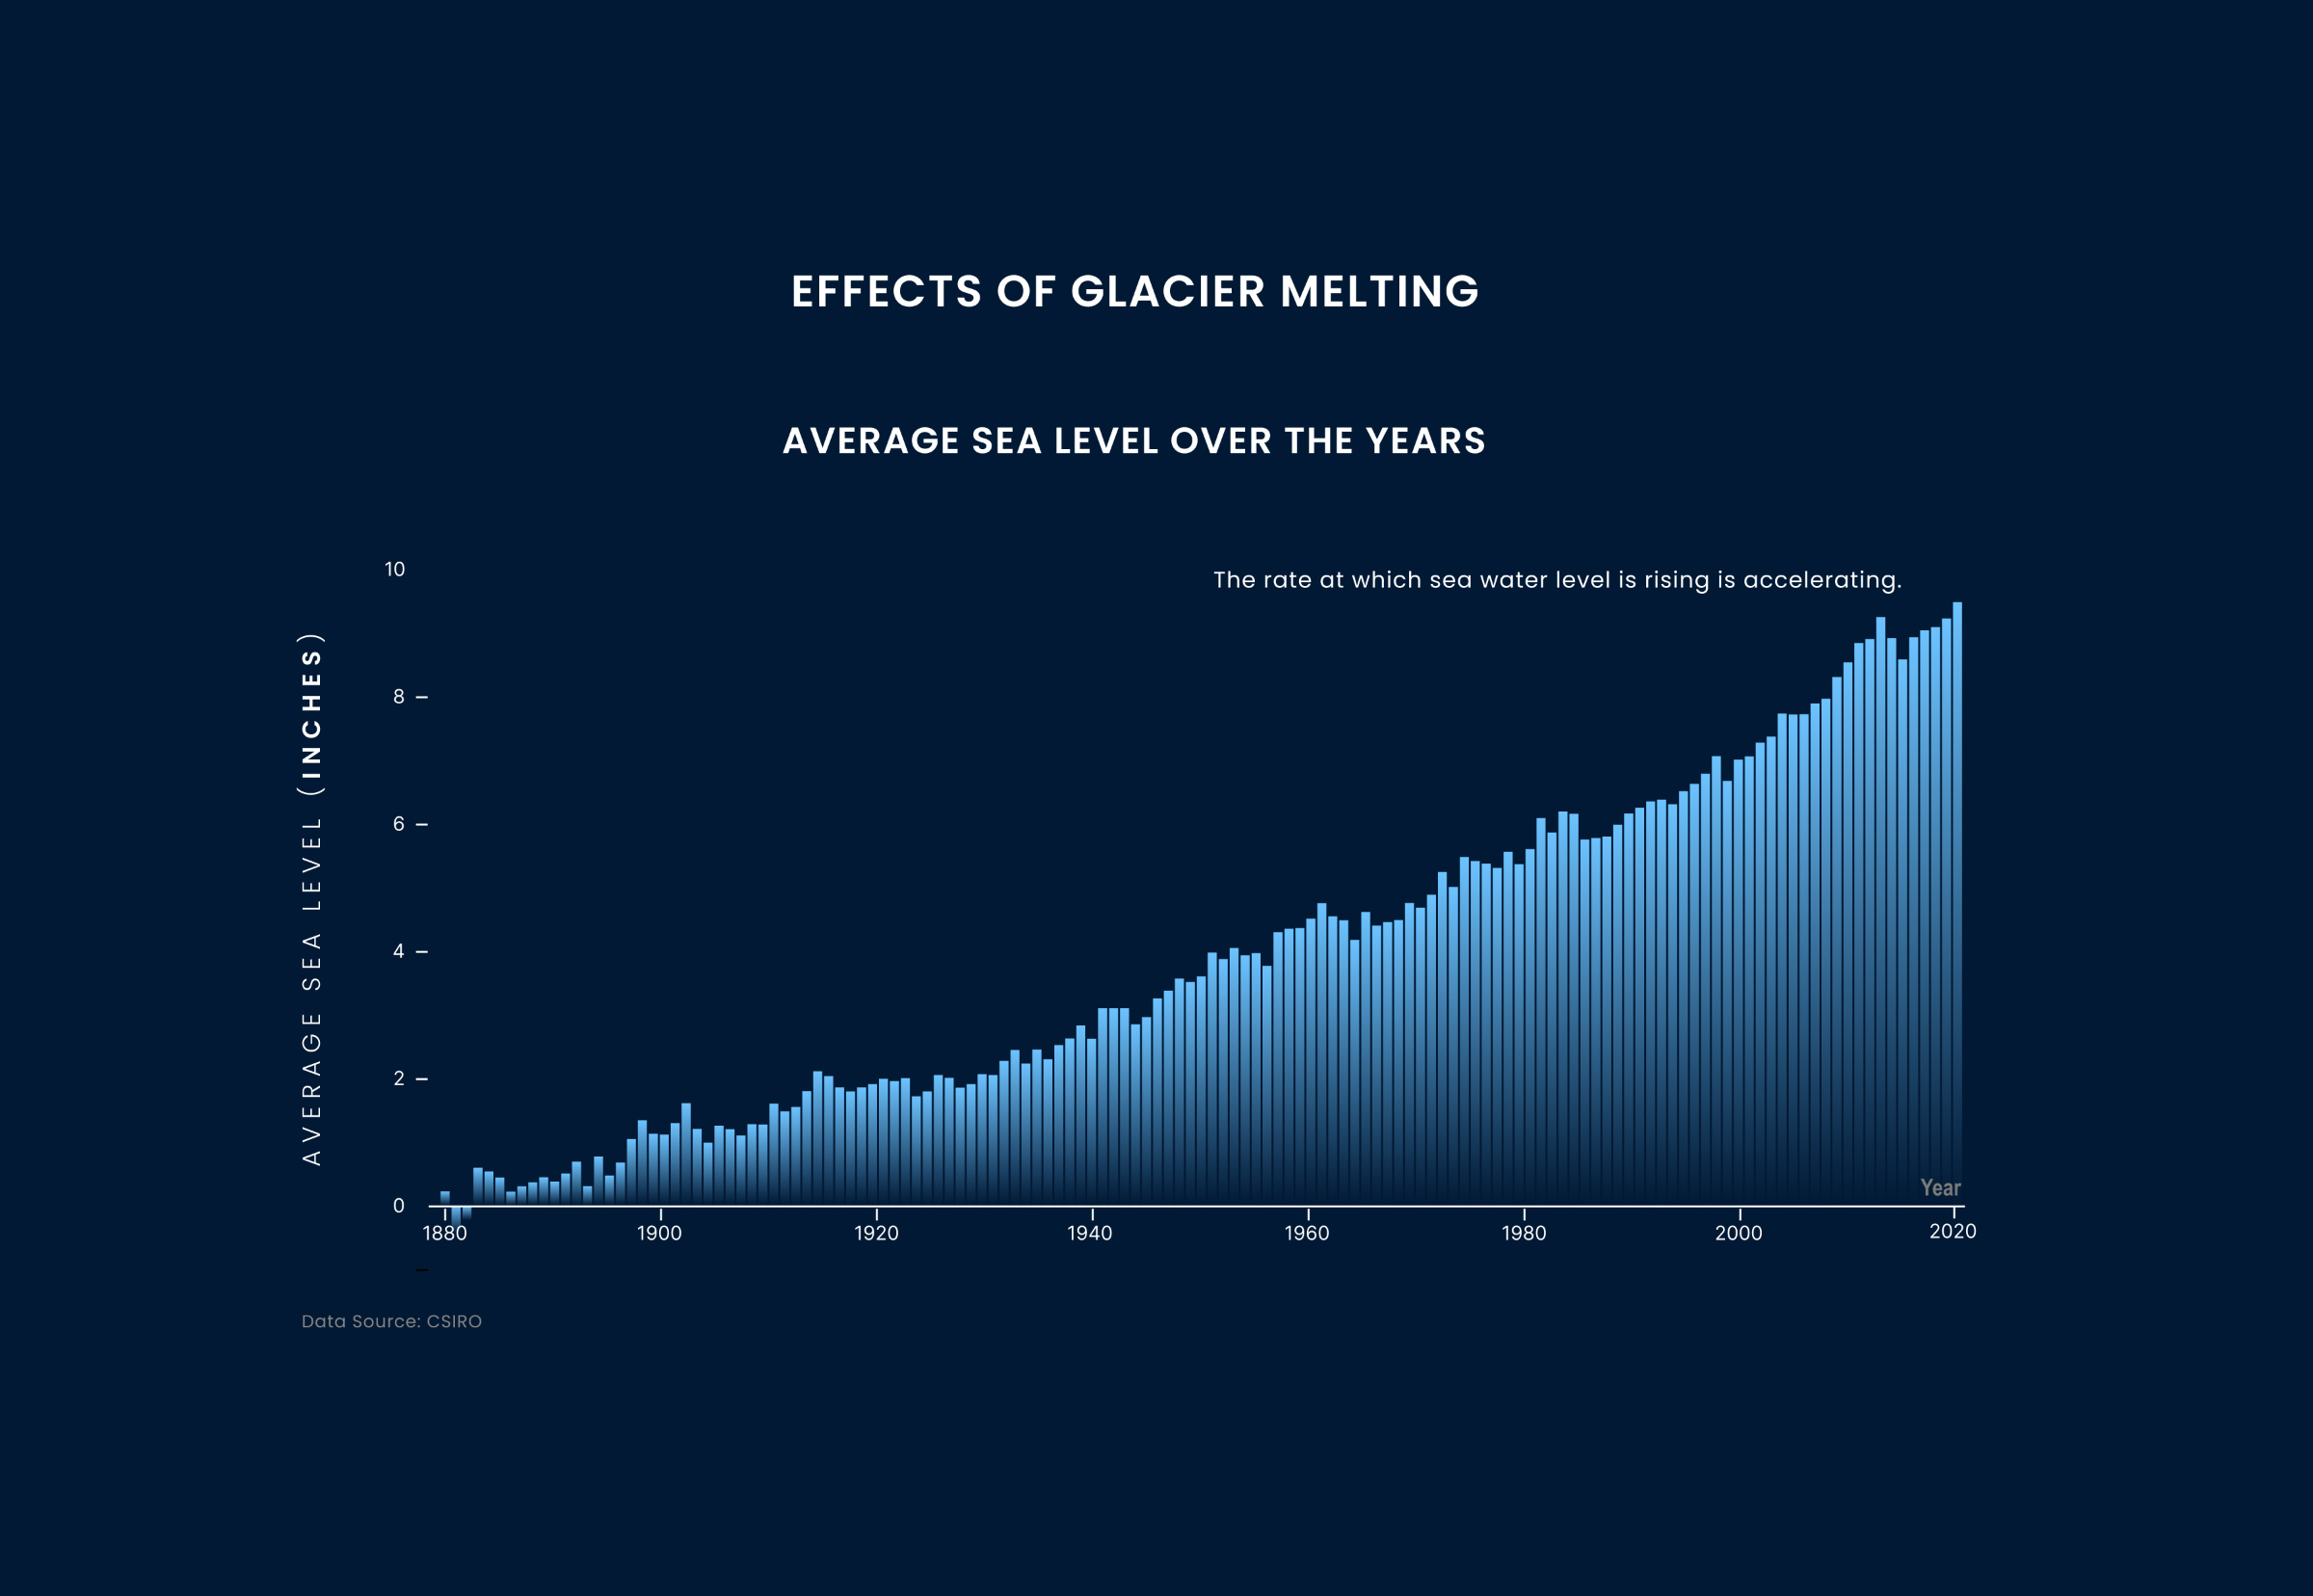 EFFECTS OF GLACIER MELTING
AVERAGE SEA LEVEL OVER THE YEARS
10
The rate at which sea water level is rising is accelerating.
AVERAGE SEA LEVEL (INCHES)
8
6
4
2
0
Year
1880 1900 1920 1940 1960 1980 2000 2020
Data Source: CSIRO